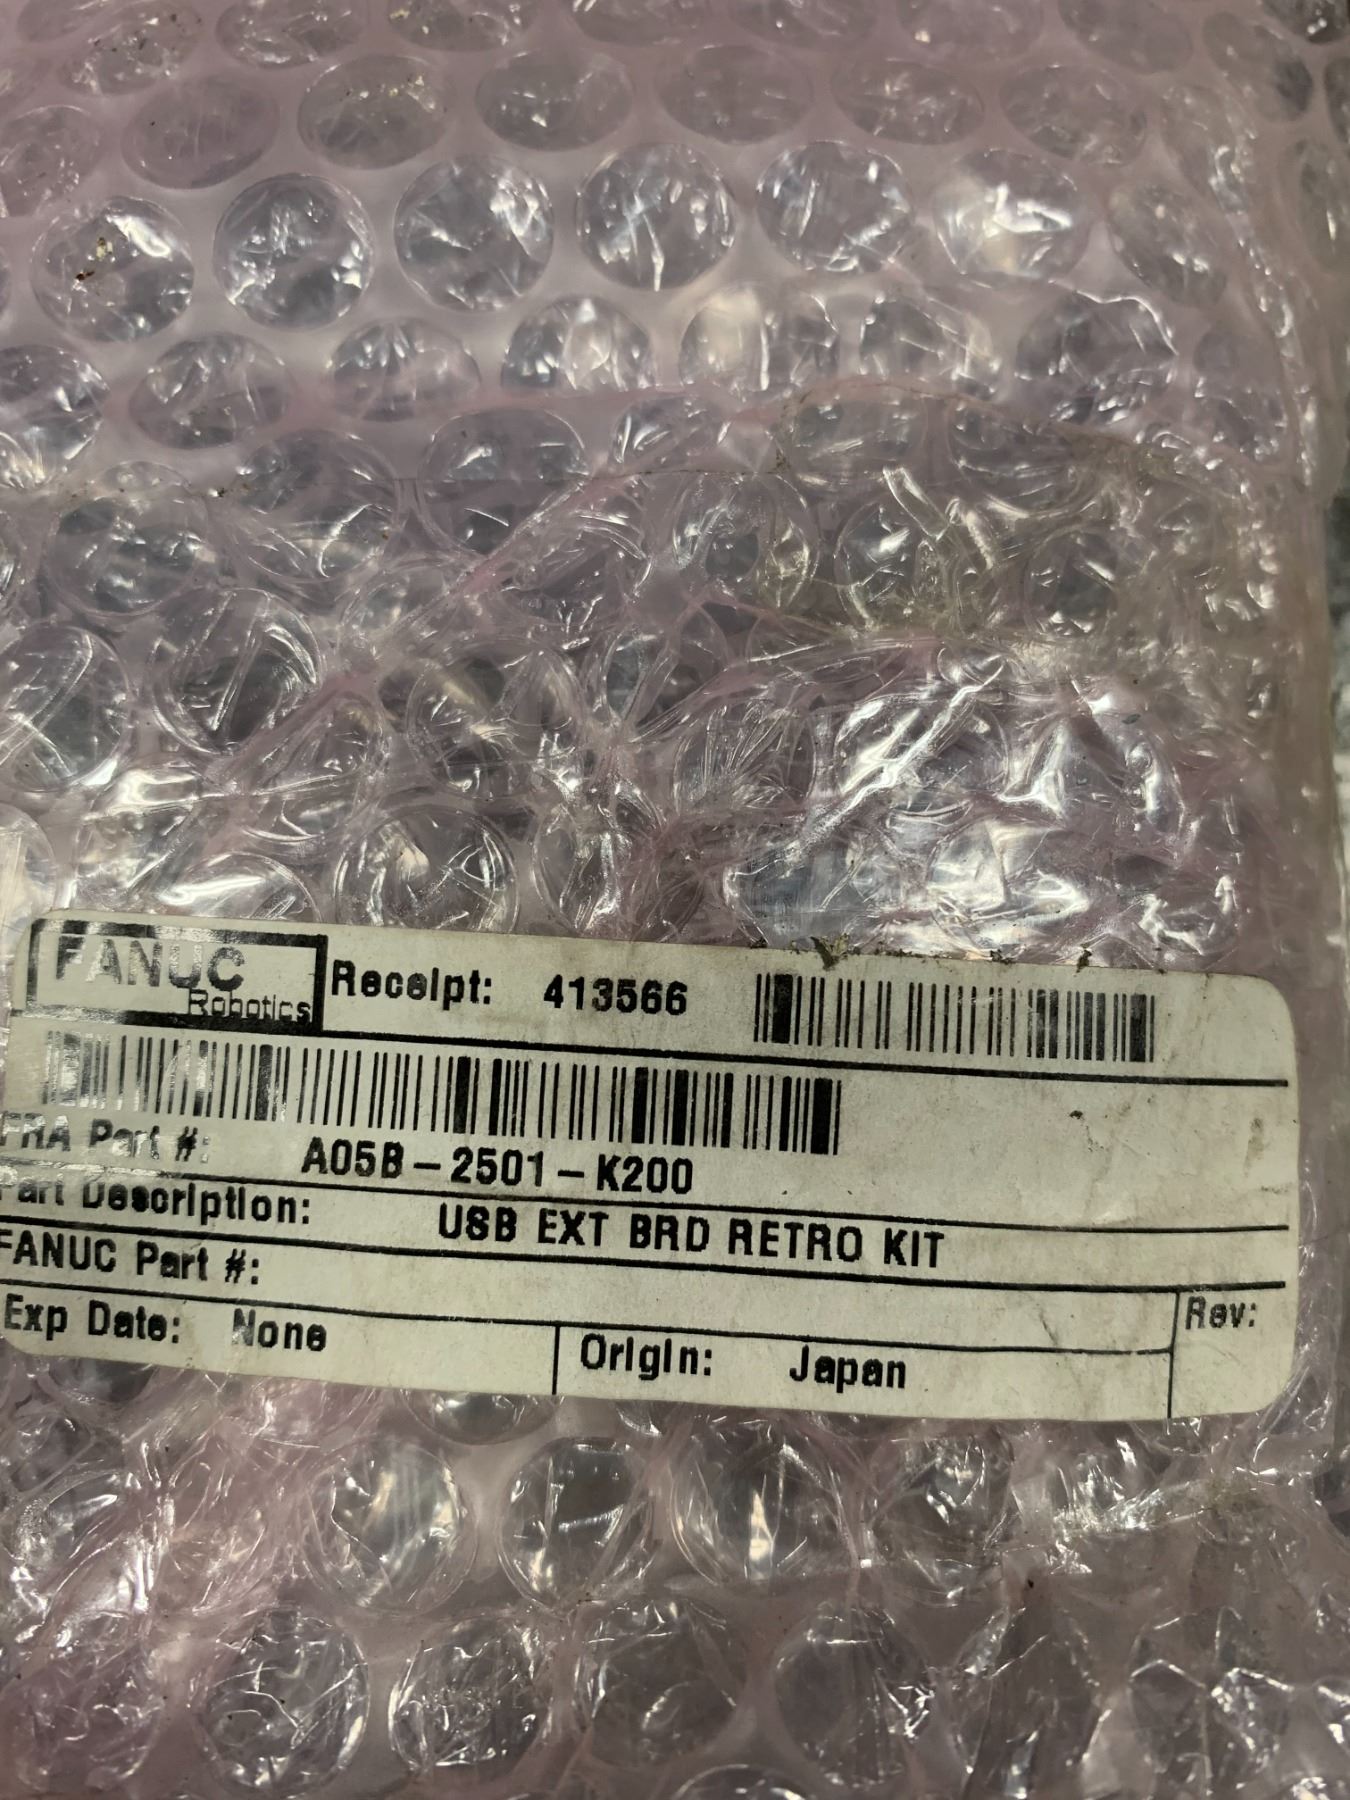 FANUC
Robotics
Receipt: 413566
FRA Part #: A05B-2501-K200
Part Description: USB EXT BRD RETRO KIT
FANUC Part #:
Rev:
Exp Date: None
Origin: Japan